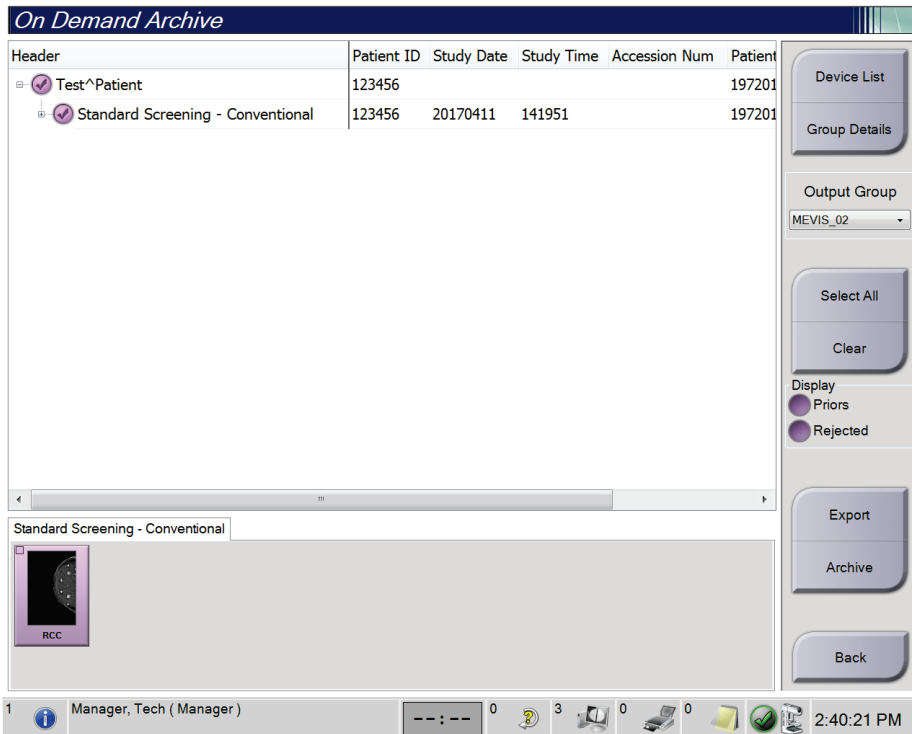 On Demand Archive
Header Patient ID Study Date Study Time Accession Num Patient
Test^Patient 123456 197201
Standard Screening - Conventional 123456 20170411 141951 197201
Device List
Group Details
Output Group
MEVIS_02
Select All
Clear
Display
Priors
Rejected
Export
Archive
Back
Standard Screening - Conventional
RCC
1 Manager, Tech ( Manager ) --:-- 0 3 0 0 2:40:21 PM